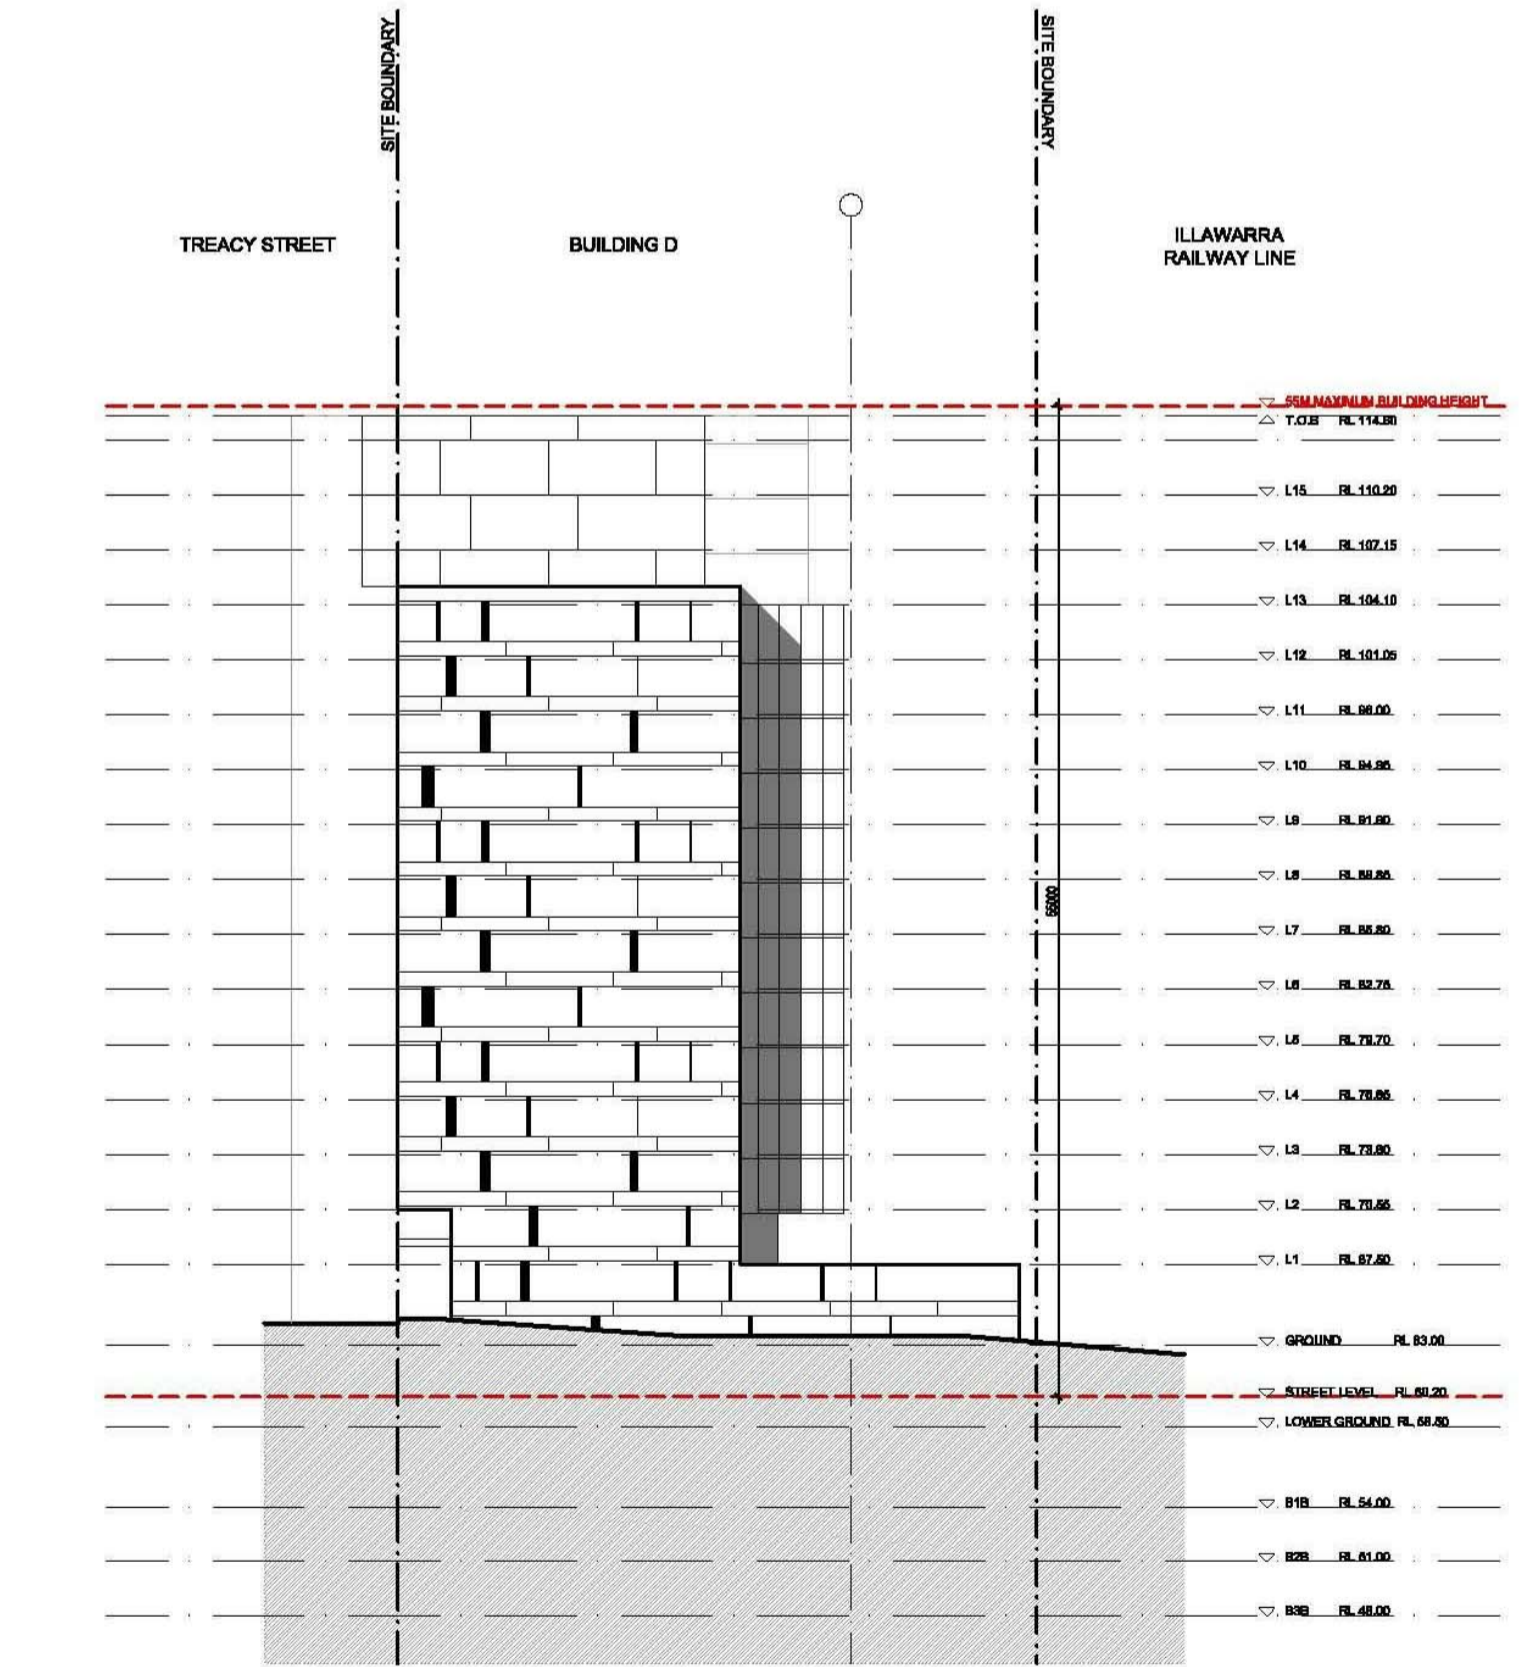 SITE BOUNDARY
SITE BOUNDARY
TREACY STREET
BUILDING D
ILLAWARRA
RAILWAY LINE
55M MAXIMUM BUILDING HEIGHT
T.O.B RL 114.60
L15 RL 110.20
L14 RL 107.15
L13 RL 104.10
L12 RL 101.05
L11 RL 98.00
L10 RL 94.95
L9 RL 91.90
L8 RL 88.85
L7 RL 85.80
L6 RL 82.75
L5 RL 79.70
L4 RL 76.65
L3 RL 73.60
L2 RL 70.55
L1 RL 67.50
55000
GROUND RL 63.00
STREET LEVEL RL 60.20
LOWER GROUND RL 58.50
B1B RL 54.00
B2B RL 51.00
B3B RL 48.00